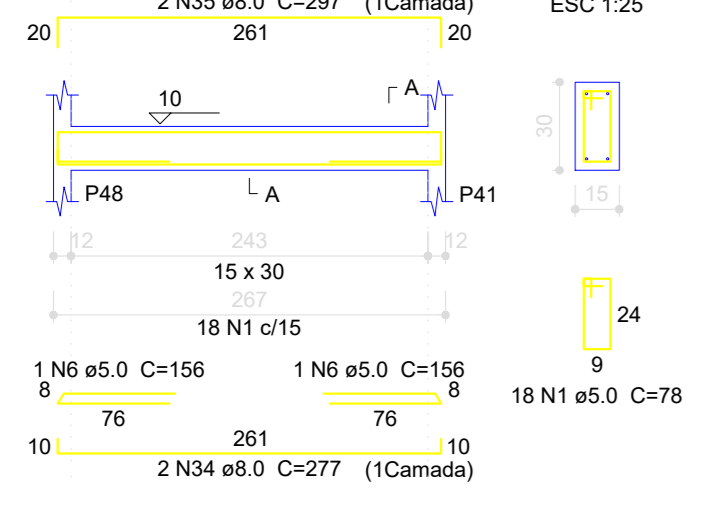 2 N35 ø8.0 C=297 (1Camada)
ESC 1:25
20 261 20
A
10
30
P48 A P41
15
12 243 12
15 x 30
267
18 N1 c/15
24
9
18 N1 ø5.0 C=78
1 N6 ø5.0 C=156 1 N6 ø5.0 C=156
8 8
76 76
10 261 10
2 N34 ø8.0 C=277 (1Camada)